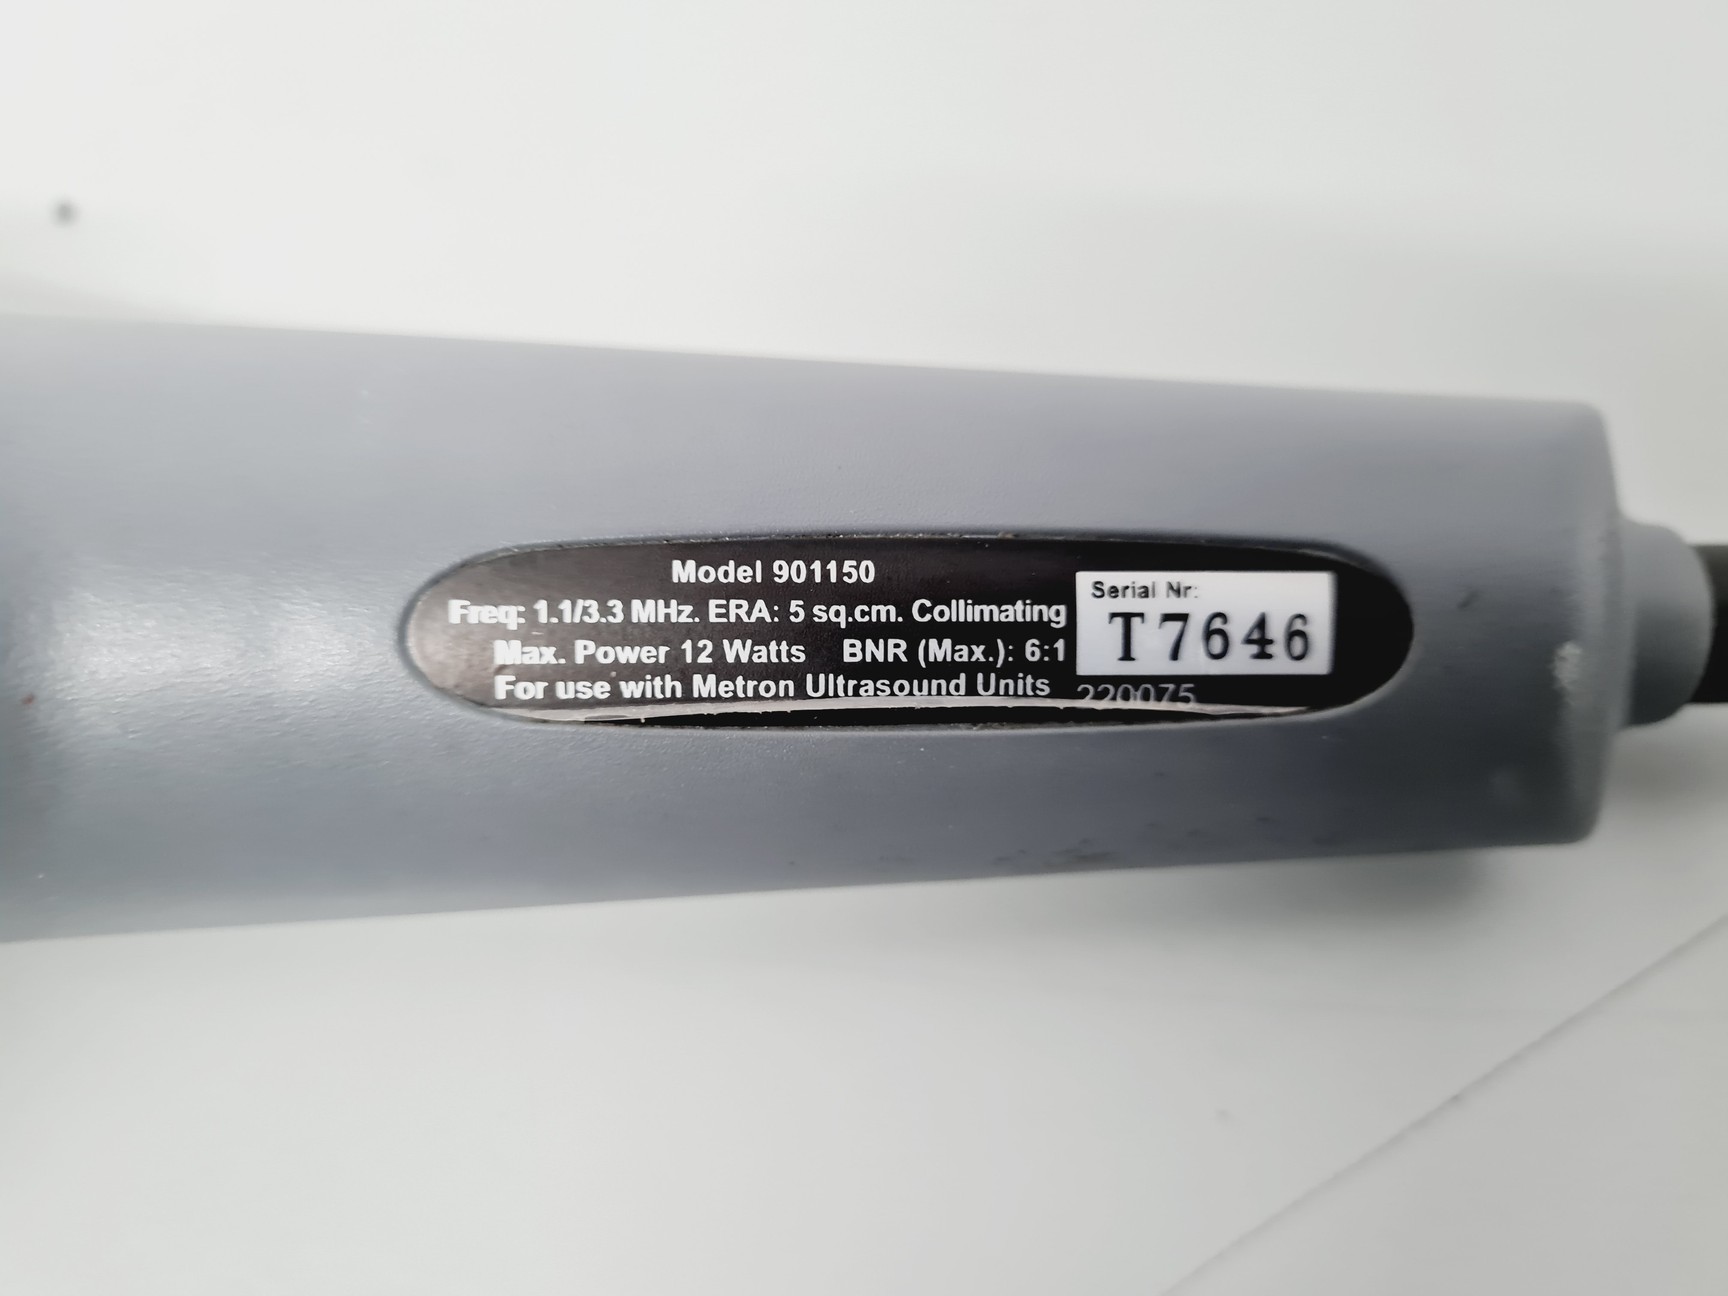 Model 901150
Freq: 1.1/3.3 MHz. ERA: 5 sq.cm. Collimating
Max. Power 12 Watts BNR (Max.): 6:1
For use with Metron Ultrasound Units
Serial Nr:
T7646
220075